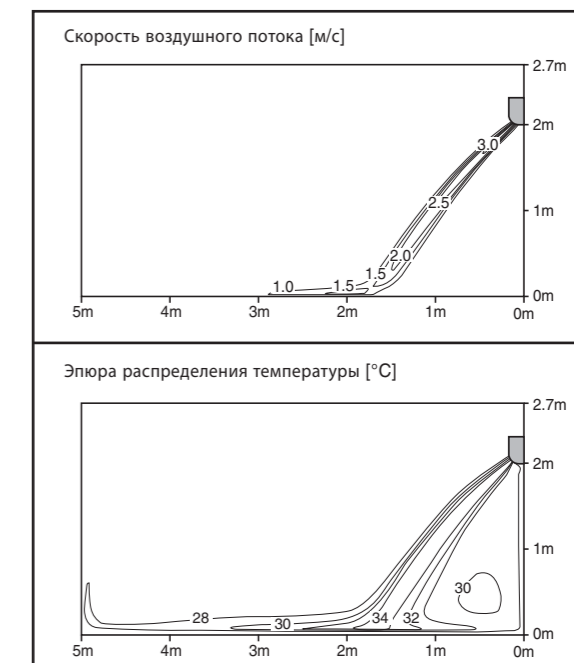 Скорость воздушного потока [м/с]
2.7m
2m
3.0
2.5
1m
2.0
1.5
1.0
1.5
0m
5m 4m 3m 2m 1m 0m
Эпюра распределения температуры [°C]
2.7m
2m
1m
30
28
30
34
32
0m
5m 4m 3m 2m 1m 0m